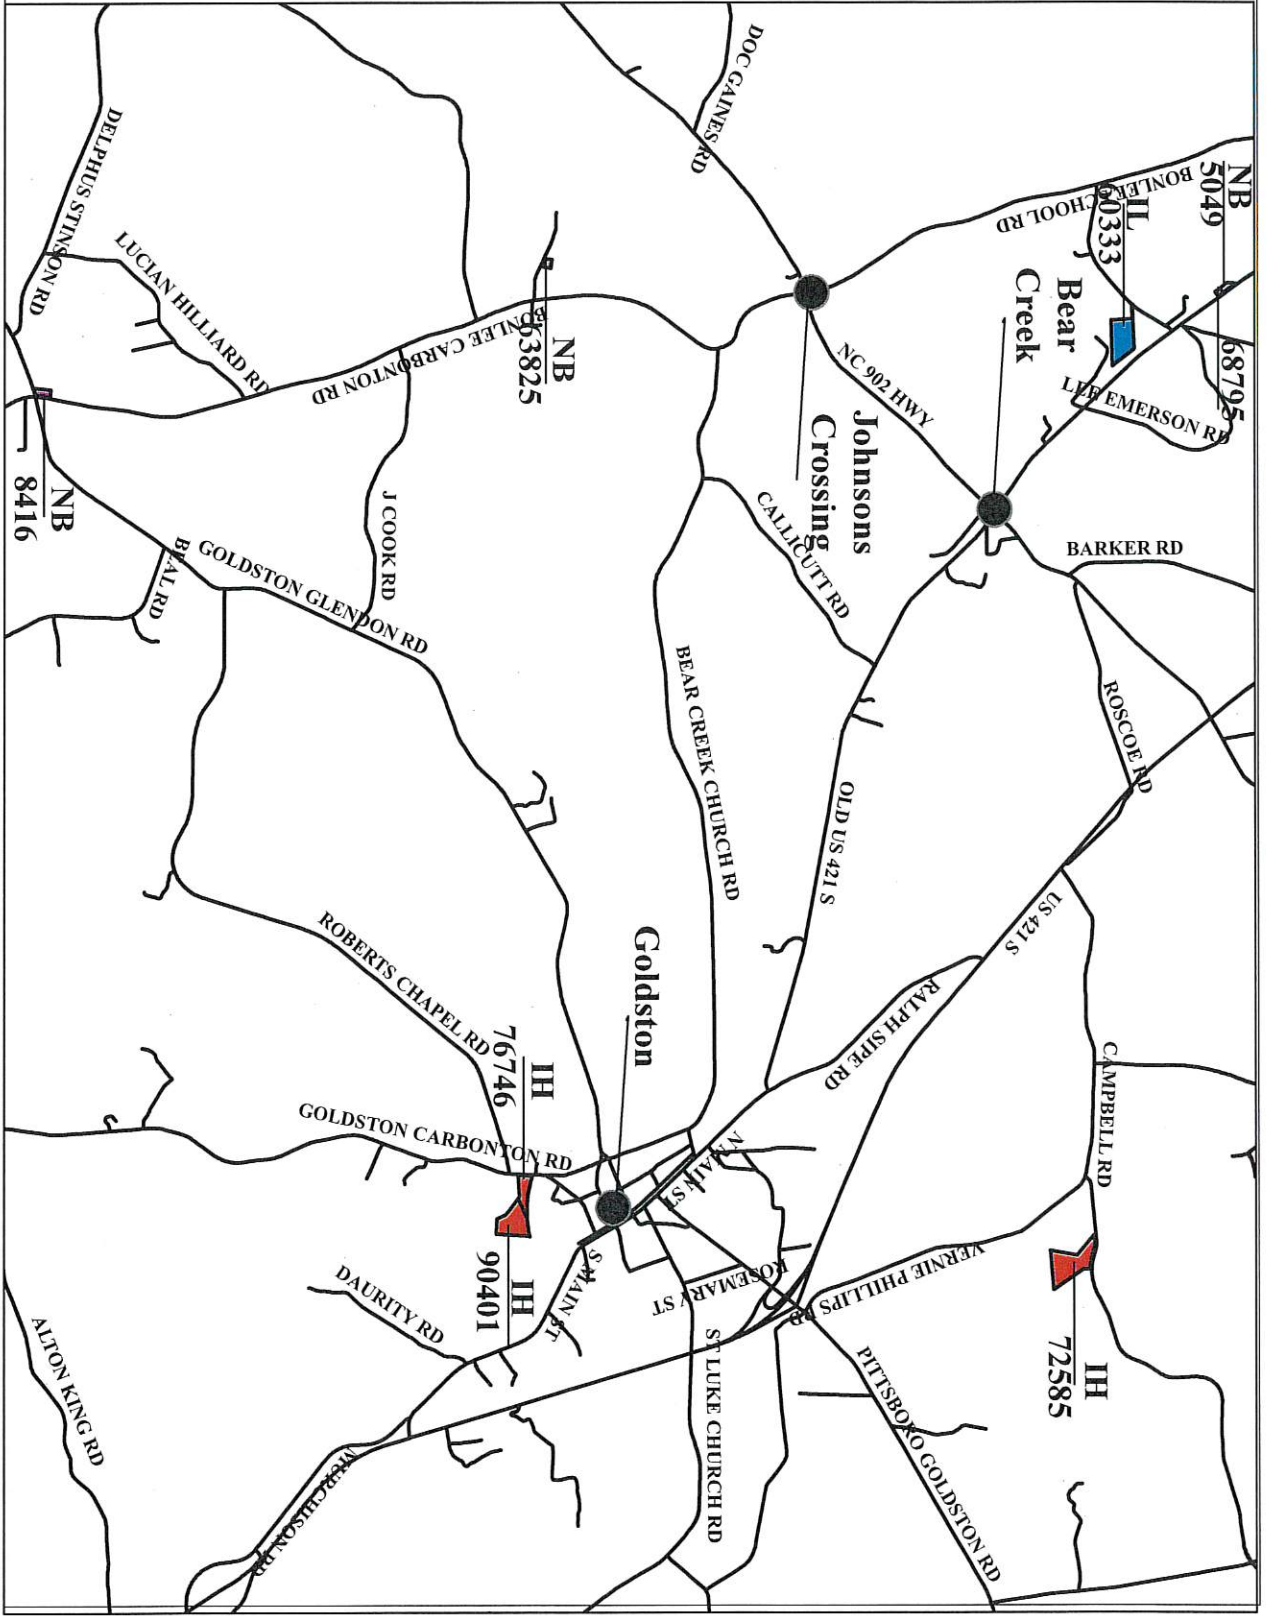 NB
5049
68795
IL
60333
BONLEE SCHOOL RD
Bear
Creek
LEE EMERSON RD
DOC GAINES RD
NC 902 HWY
Johnsons
Crossing
BARKER RD
CALLICUTT RD
ROSCOE RD
DELPHUS STINSON RD
LUCIAN HILLIARD RD
BONLEE CARBONTON RD
NB
63825
J COOK RD
NB
8416
BEAL RD
GOLDSTON GLENDON RD
BEAR CREEK CHURCH RD
OLD US 421 S
US 421 S
RALPH SIPE RD
CAMPBELL RD
Goldston
ROBERTS CHAPEL RD
IH
76746
GOLDSTON CARBONTON RD
N MAIN ST
IH
90401
S MAIN ST
DAURITY RD
ROSEMARY ST
VERNIE PHILLIPS RD
IH
72585
ST LUKE CHURCH RD
PITTSBORO GOLDSTON RD
ALTON KING RD
MURCHISON RD